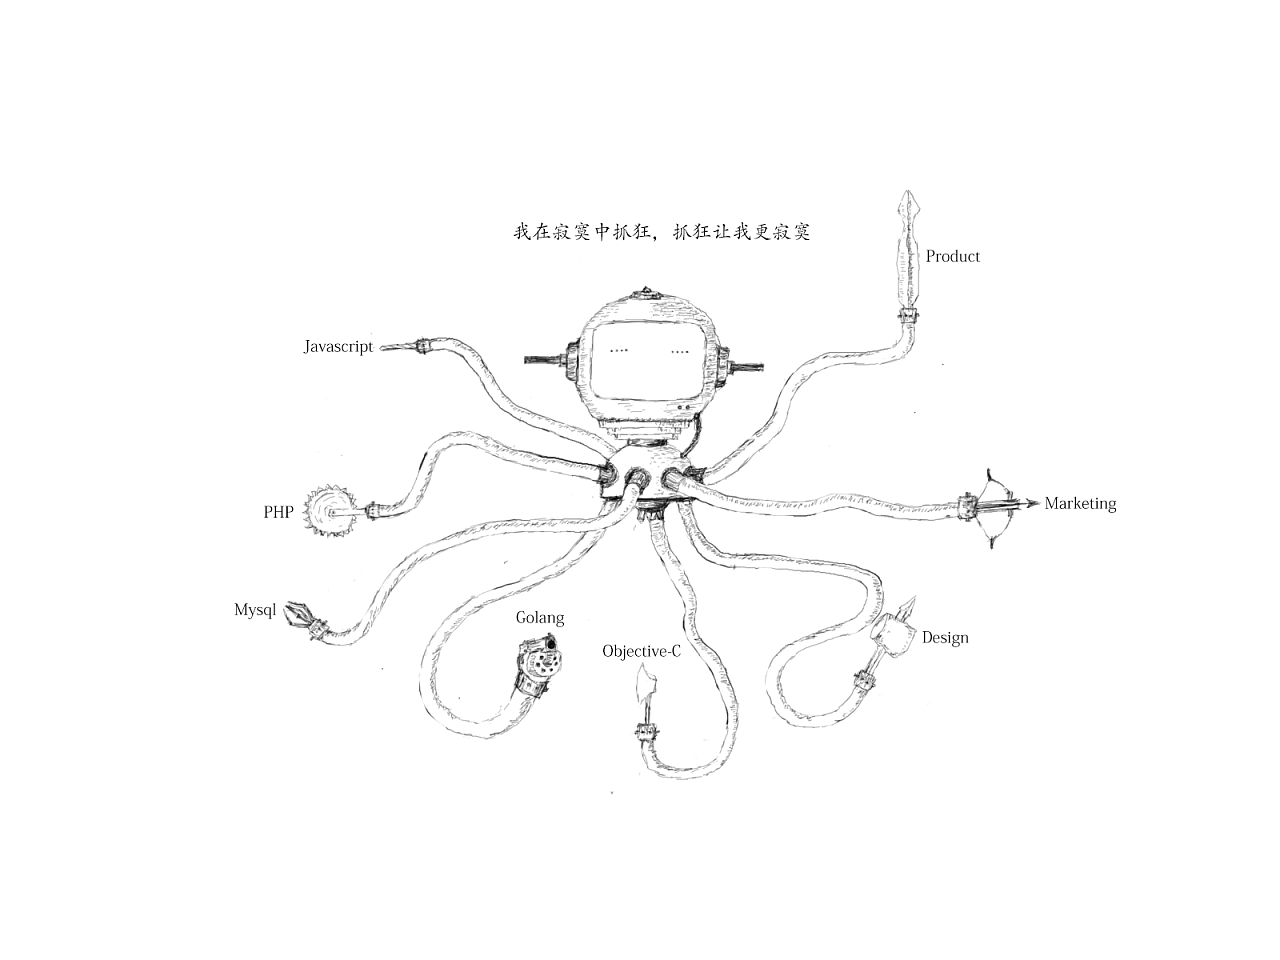 我在寂寞中抓狂，抓狂让我更寂寞
Product
Javascript
Marketing
PHP
Mysql
Golang
Design
Objective-C